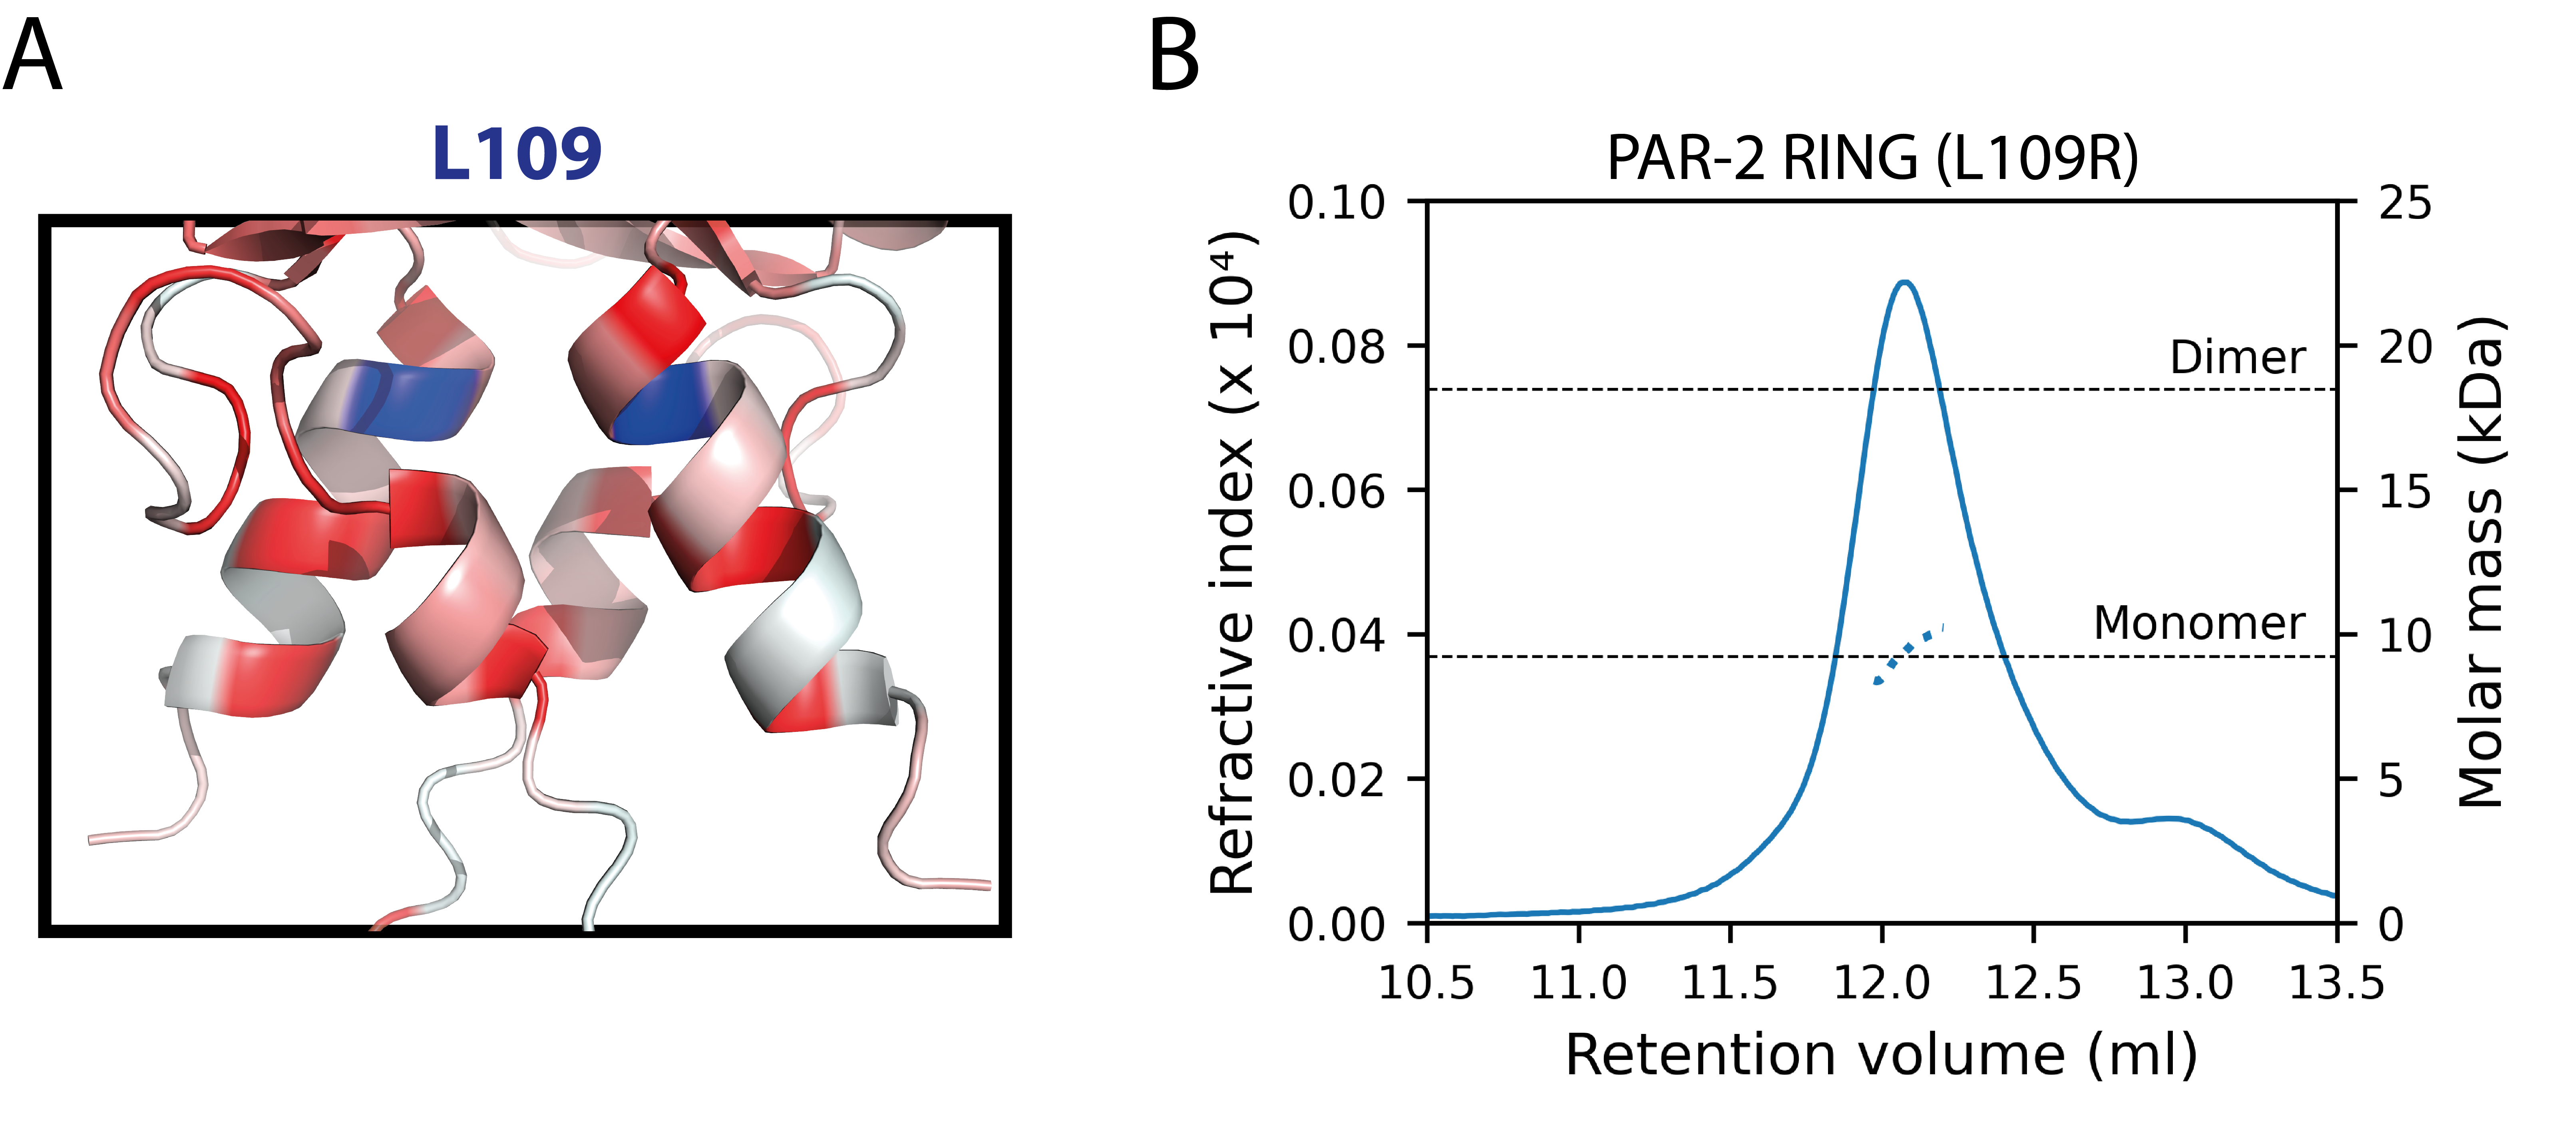 A
B
L109
PAR-2 RING (L109R)
0.10
0.08
0.06
0.04
0.02
0.00
Refractive index (x 10⁴)
25
20
15
10
5
0
Molar mass (kDa)
Dimer
Monomer
10.5 11.0 11.5 12.0 12.5 13.0 13.5
Retention volume (ml)